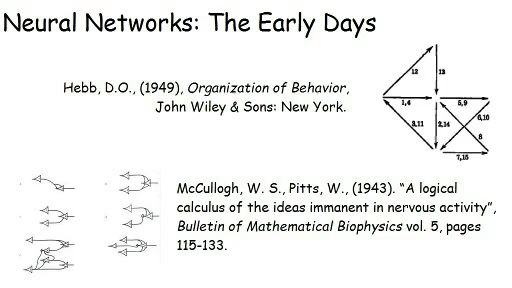 Neural Networks: The Early Days
Hebb, D.O., (1949), Organization of Behavior,
John Wiley & Sons: New York.
12
13
1,4
5,9
3,11
2,14
6,10
8
7,15
McCullogh, W. S., Pitts, W., (1943). “A logical
calculus of the ideas immanent in nervous activity”,
Bulletin of Mathematical Biophysics vol. 5, pages
115-133.